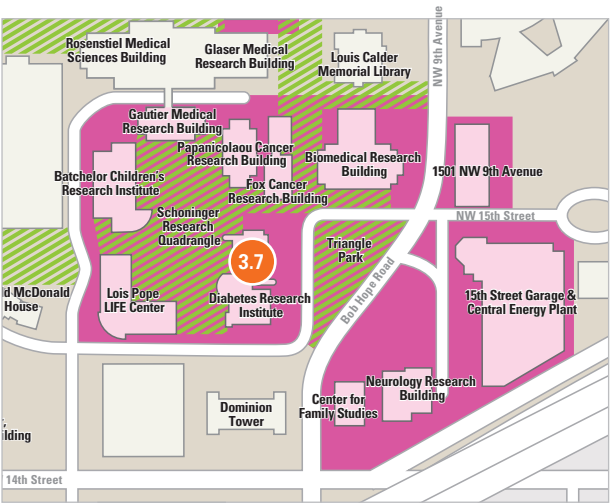 Rosenstiel Medical
Sciences Building
Glaser Medical
Research Building
Louis Calder
Memorial Library
NW 9th Avenue
Gautier Medical
Research Building
Papanicolaou Cancer
Research Building
Biomedical Research
Building
1501 NW 9th Avenue
Batchelor Children's
Research Institute
Fox Cancer
Research Building
Schoninger
Research
Quadrangle
NW 15th Street
Triangle
Park
3.7
Bob Hope Road
d McDonald
House
Lois Pope
LIFE Center
Diabetes Research
Institute
15th Street Garage &
Central Energy Plant
Neurology Research
Building
Center for
Family Studies
Dominion
Tower
ilding
14th Street